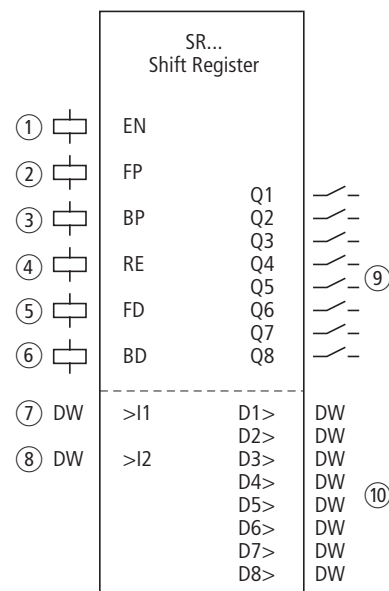 SR...
Shift Register
① EN
② FP
Q1
③ BP Q2
Q3
④ RE Q4
Q5 ⑨
⑤ FD Q6
Q7
⑥ BD Q8
⑦ DW >I1 D1> DW
D2> DW
⑧ DW >I2 D3> DW
D4> DW
D5> DW ⑩
D6> DW
D7> DW
D8> DW